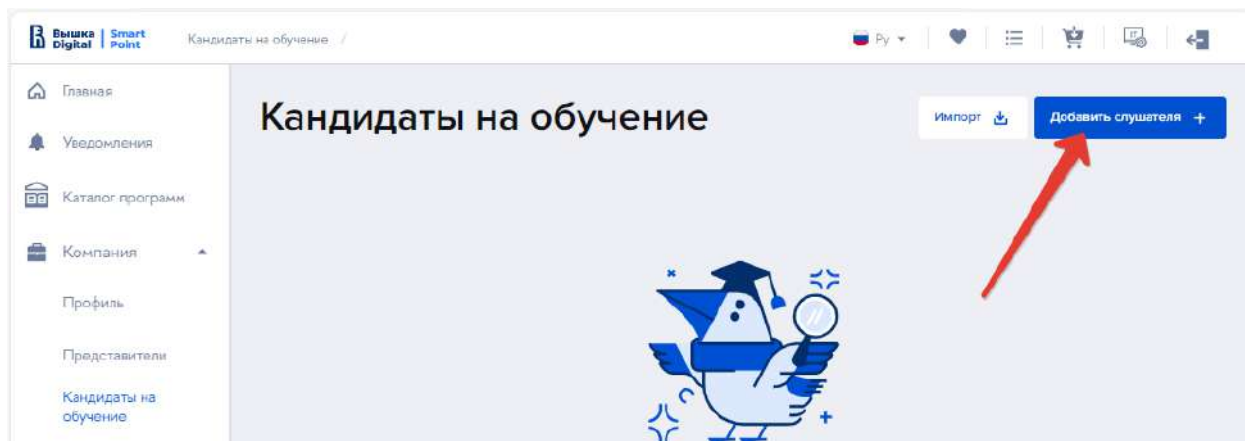 Вышка
Digital
Smart
Point
Кандидаты на обучение /
Ру
Главная
Уведомления
Каталог программ
Компания
Профиль
Представители
Кандидаты на
обучение
Кандидаты на обучение
Импорт
Добавить слушателя +